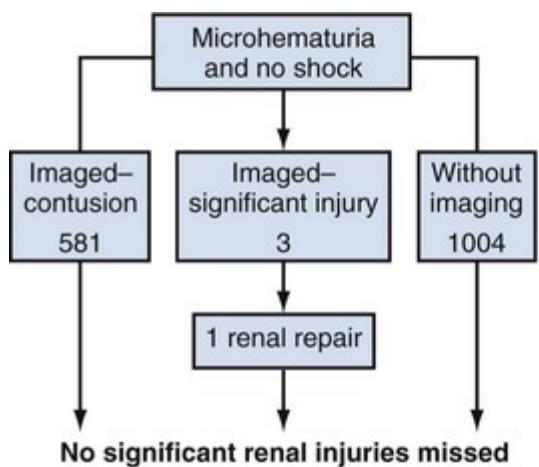 Microhematuria
and no shock
Imaged–
contusion
581
Imaged–
significant injury
3
Without
imaging
1004
1 renal repair
No significant renal injuries missed